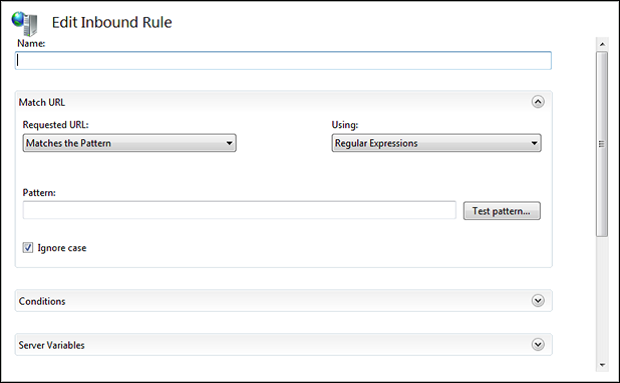 Edit Inbound Rule
Name:
Match URL
Requested URL: Using:
Matches the Pattern Regular Expressions
Pattern:
Test pattern...
Ignore case
Conditions
Server Variables